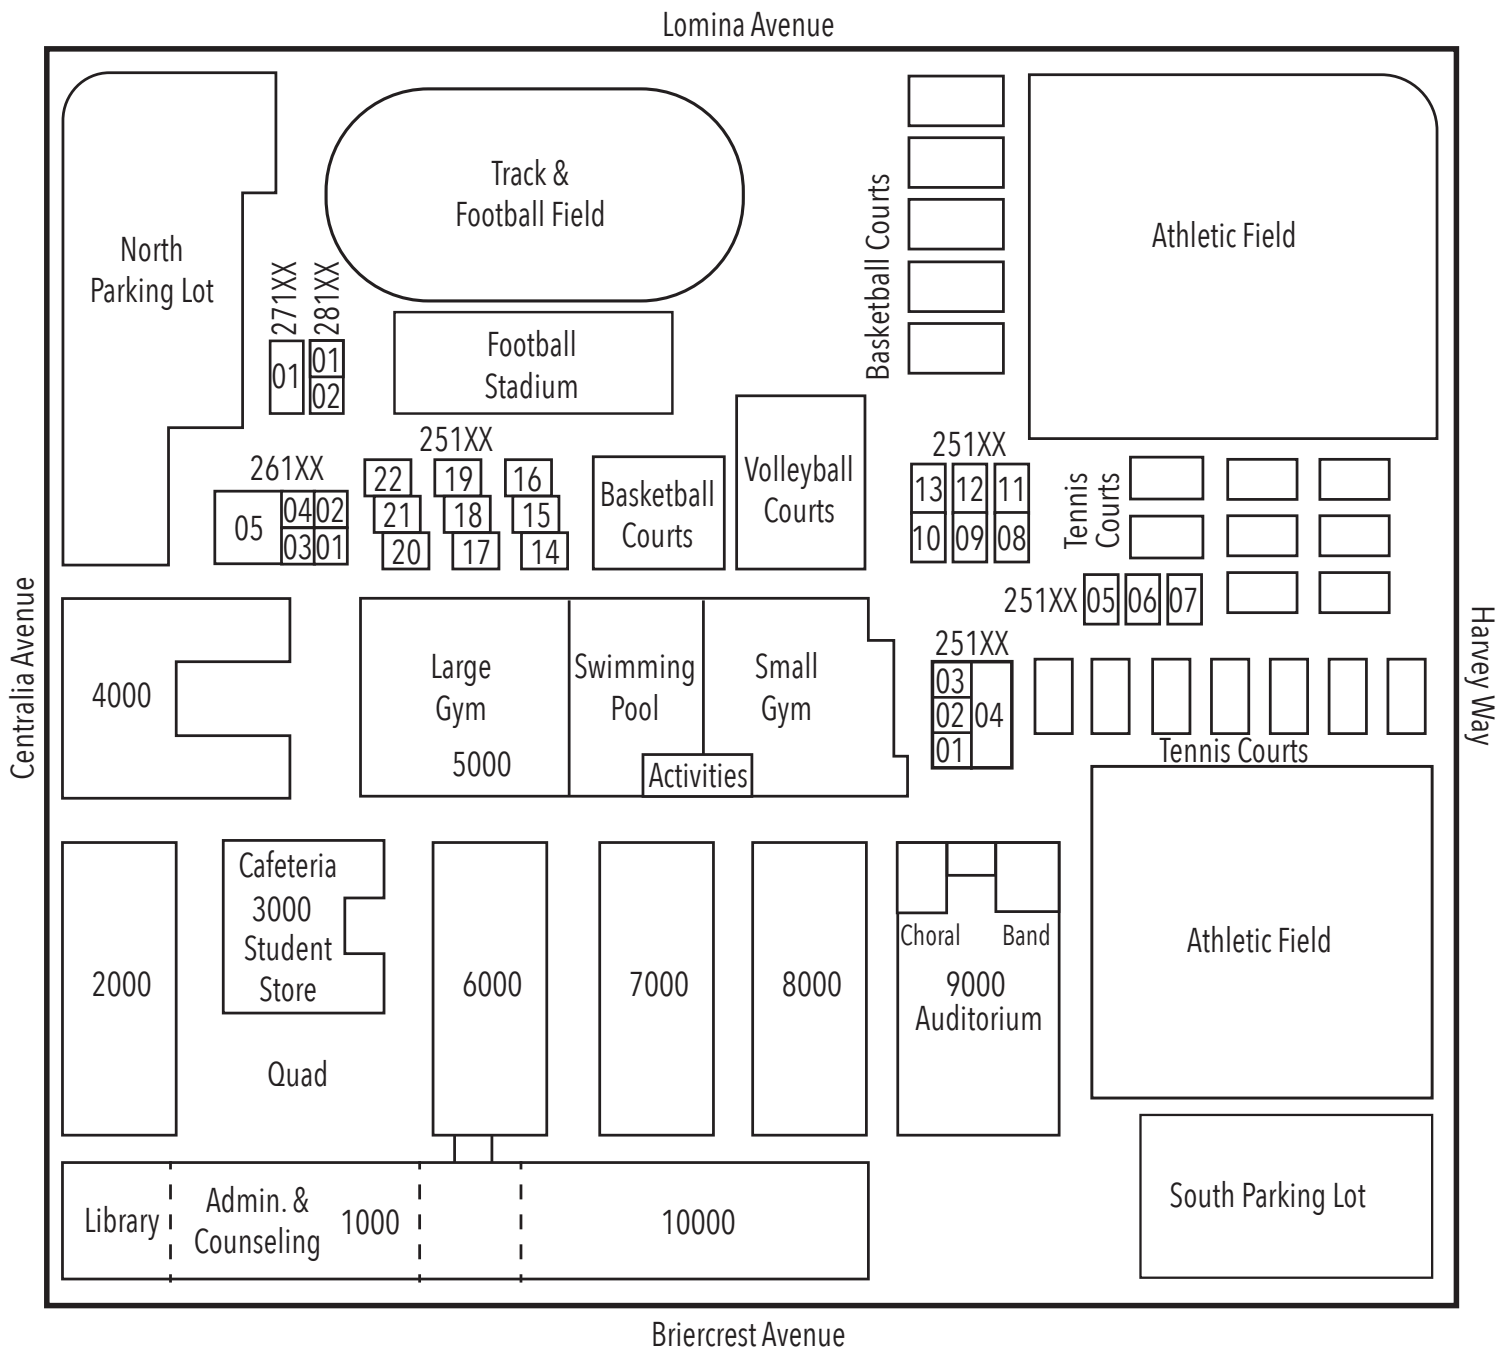 Lomina Avenue
Track &
Football Field
Basketball Courts
Athletic Field
North
Parking Lot
271XX
281XX
01
01
02
Football
Stadium
251XX
22
19
16
21
18
15
20
17
14
261XX
05
04
02
03
01
Basketball
Courts
Volleyball
Courts
251XX
13
12
11
10
09
08
Tennis
Courts
251XX
05
06
07
Centralia Avenue
4000
Large
Gym
5000
Swimming
Pool
Small
Gym
Activities
251XX
03
02
01
04
Tennis Courts
Harvey Way
2000
Cafeteria
3000
Student
Store
Quad
6000
7000
8000
Choral
Band
9000
Auditorium
Athletic Field
South Parking Lot
Library
Admin. &
Counseling
1000
10000
Briercrest Avenue